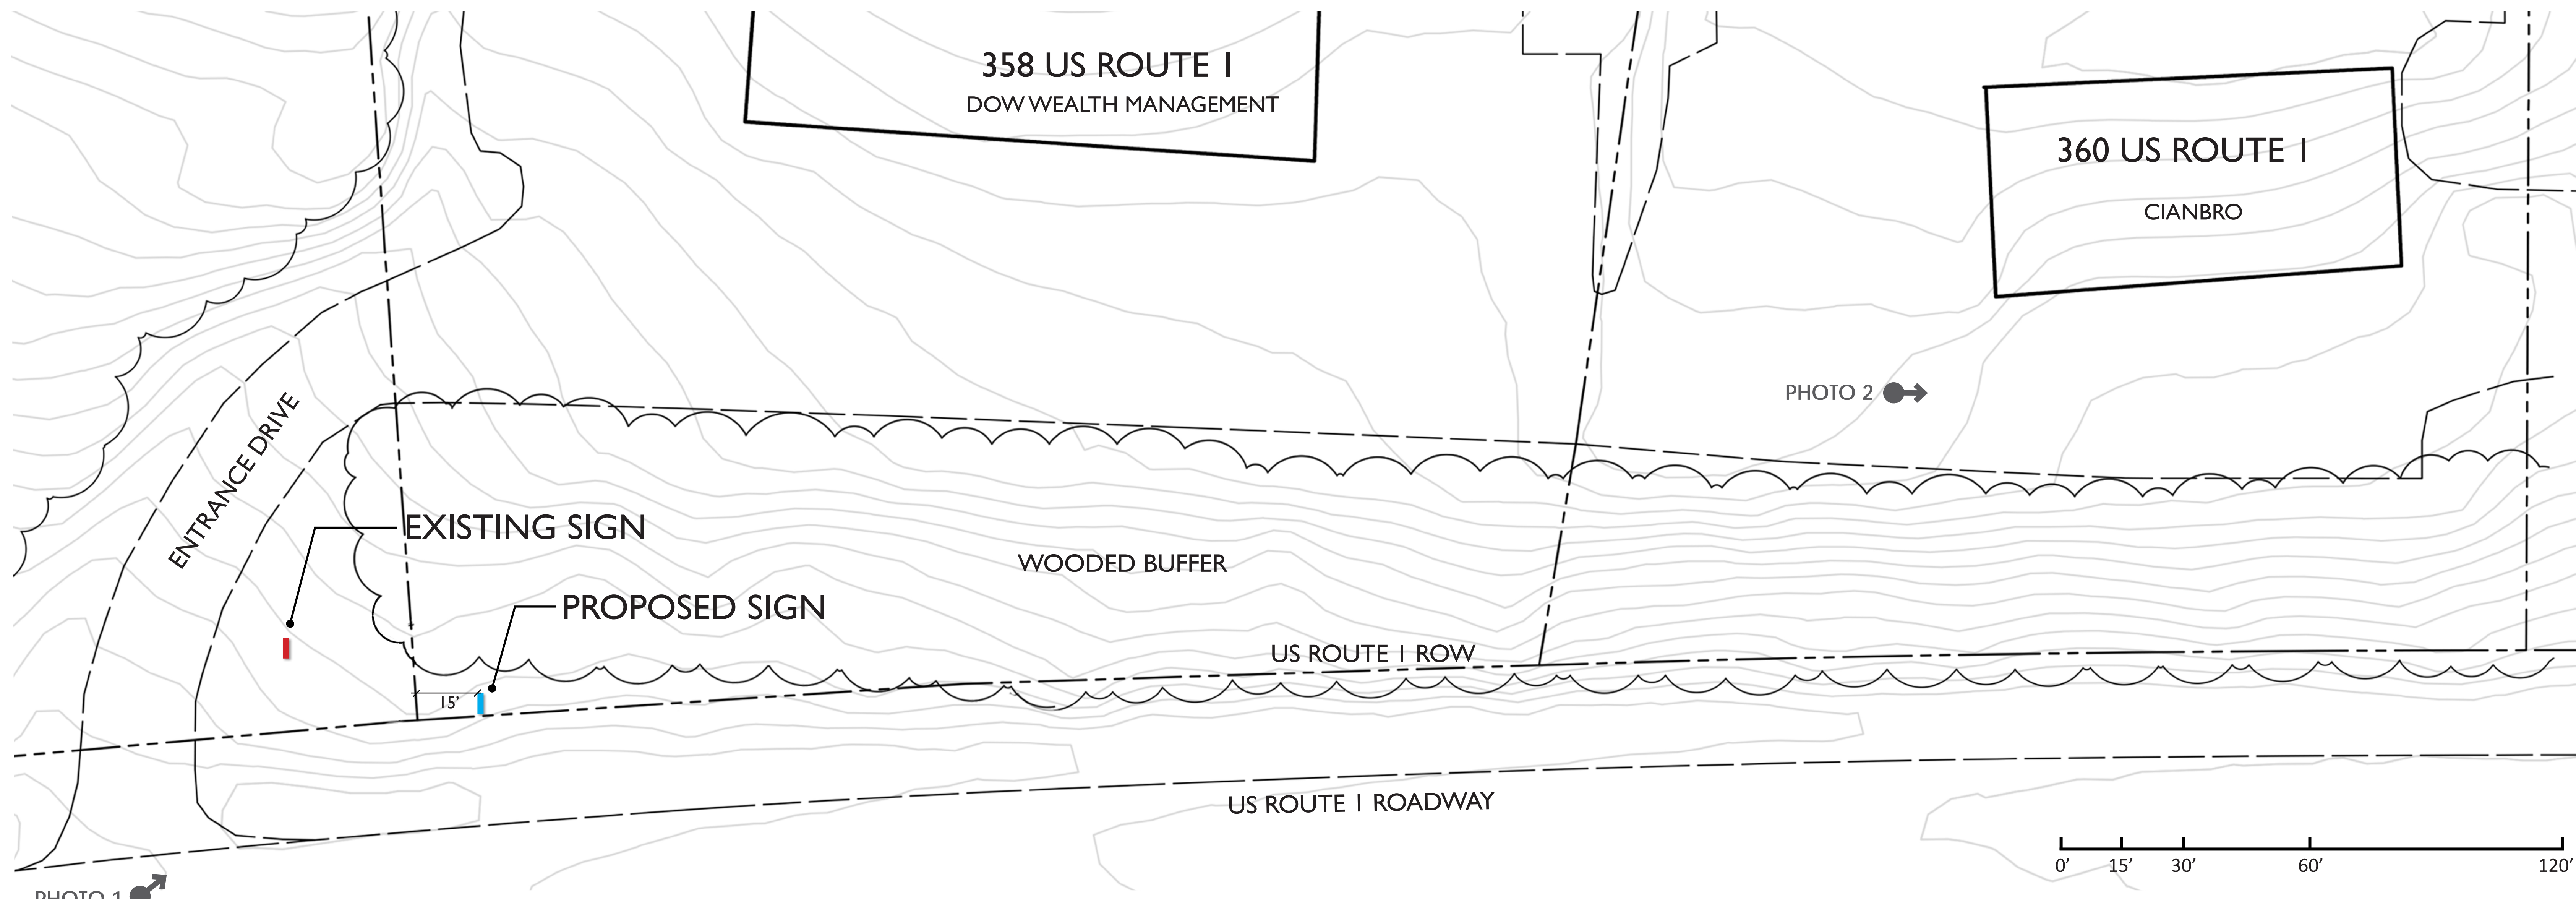 358 US ROUTE 1
DOW WEALTH MANAGEMENT
360 US ROUTE 1
CIANBRO
PHOTO 2
ENTRANCE DRIVE
EXISTING SIGN
WOODED BUFFER
PROPOSED SIGN
US ROUTE 1 ROW
15'
US ROUTE 1 ROADWAY
0' 15' 30' 60' 120'
PHOTO 1